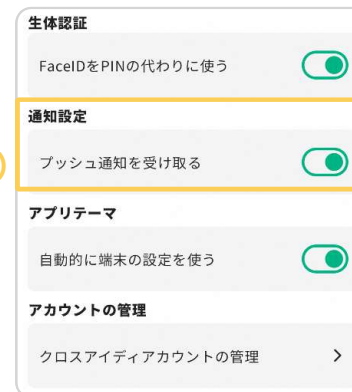 生体認証
FaceIDをPINの代わりに使う
通知設定
プッシュ通知を受け取る
アプリテーマ
自動的に端末の設定を使う
アカウントの管理
クロスアイディアカウントの管理